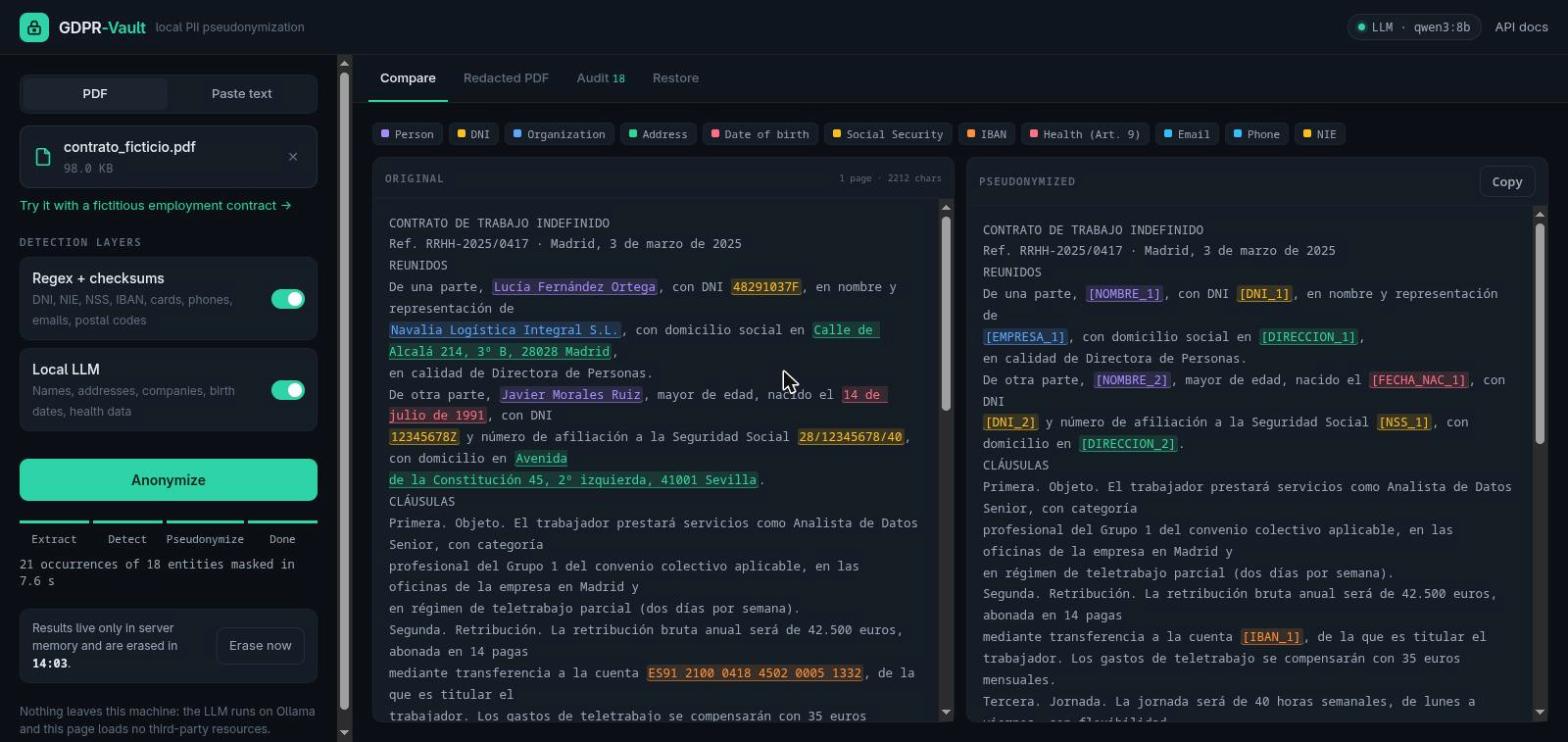 GDPR-Vault local PII pseudonymization
LLM · qwen3:8b
API docs
PDF
Paste text
contrato_ficticio.pdf
98.0 KB
×
Try it with a fictitious employment contract →
DETECTION LAYERS
Regex + checksums
DNI, NIE, NSS, IBAN, cards, phones,
emails, postal codes
Local LLM
Names, addresses, companies, birth
dates, health data
Anonymize
Extract Detect Pseudonymize Done
21 occurrences of 18 entities masked in
7.6 s
Results live only in server
memory and are erased in
14:03.
Erase now
Nothing leaves this machine: the LLM runs on Ollama
and this page loads no third-party resources.
Compare Redacted PDF Audit 18 Restore
Person DNI Organization Address Date of birth Social Security IBAN Health (Art. 9) Email Phone NIE
ORIGINAL
1 page · 2212 chars
CONTRATO DE TRABAJO INDEFINIDO
Ref. RRHH-2025/0417 · Madrid, 3 de marzo de 2025
REUNIDOS
De una parte, Lucía Fernández Ortega, con DNI 48291037F, en nombre y
representación de
Navalia Logística Integral S.L., con domicilio social en Calle de
Alcalá 214, 3º B, 28028 Madrid,
en calidad de Directora de Personas.
De otra parte, Javier Morales Ruiz, mayor de edad, nacido el 14 de
julio de 1991, con DNI
12345678Z y número de afiliación a la Seguridad Social 28/12345678/40,
con domicilio en Avenida
de la Constitución 45, 2º izquierda, 41001 Sevilla.
CLÁUSULAS
Primera. Objeto. El trabajador prestará servicios como Analista de Datos
Senior, con categoría
profesional del Grupo 1 del convenio colectivo aplicable, en las
oficinas de la empresa en Madrid y
en régimen de teletrabajo parcial (dos días por semana).
Segunda. Retribución. La retribución bruta anual será de 42.500 euros,
abonada en 14 pagas
mediante transferencia a la cuenta ES91 2100 0418 4502 0005 1332, de la
que es titular el
trabajador. Los gastos de teletrabajo se compensarán con 35 euros
PSEUDONYMIZED
Copy
CONTRATO DE TRABAJO INDEFINIDO
Ref. RRHH-2025/0417 · Madrid, 3 de marzo de 2025
REUNIDOS
De una parte, [NOMBRE_1], con DNI [DNI_1], en nombre y representación
de
[EMPRESA_1], con domicilio social en [DIRECCION_1],
en calidad de Directora de Personas.
De otra parte, [NOMBRE_2], mayor de edad, nacido el [FECHA_NAC_1], con
DNI
[DNI_2] y número de afiliación a la Seguridad Social [NSS_1], con
domicilio en [DIRECCION_2].
CLÁUSULAS
Primera. Objeto. El trabajador prestará servicios como Analista de Datos
Senior, con categoría
profesional del Grupo 1 del convenio colectivo aplicable, en las
oficinas de la empresa en Madrid y
en régimen de teletrabajo parcial (dos días por semana).
Segunda. Retribución. La retribución bruta anual será de 42.500 euros,
abonada en 14 pagas
mediante transferencia a la cuenta [IBAN_1], de la que es titular el
trabajador. Los gastos de teletrabajo se compensarán con 35 euros
mensuales.
Tercera. Jornada. La jornada será de 40 horas semanales, de lunes a
viernes, con flexibilidad